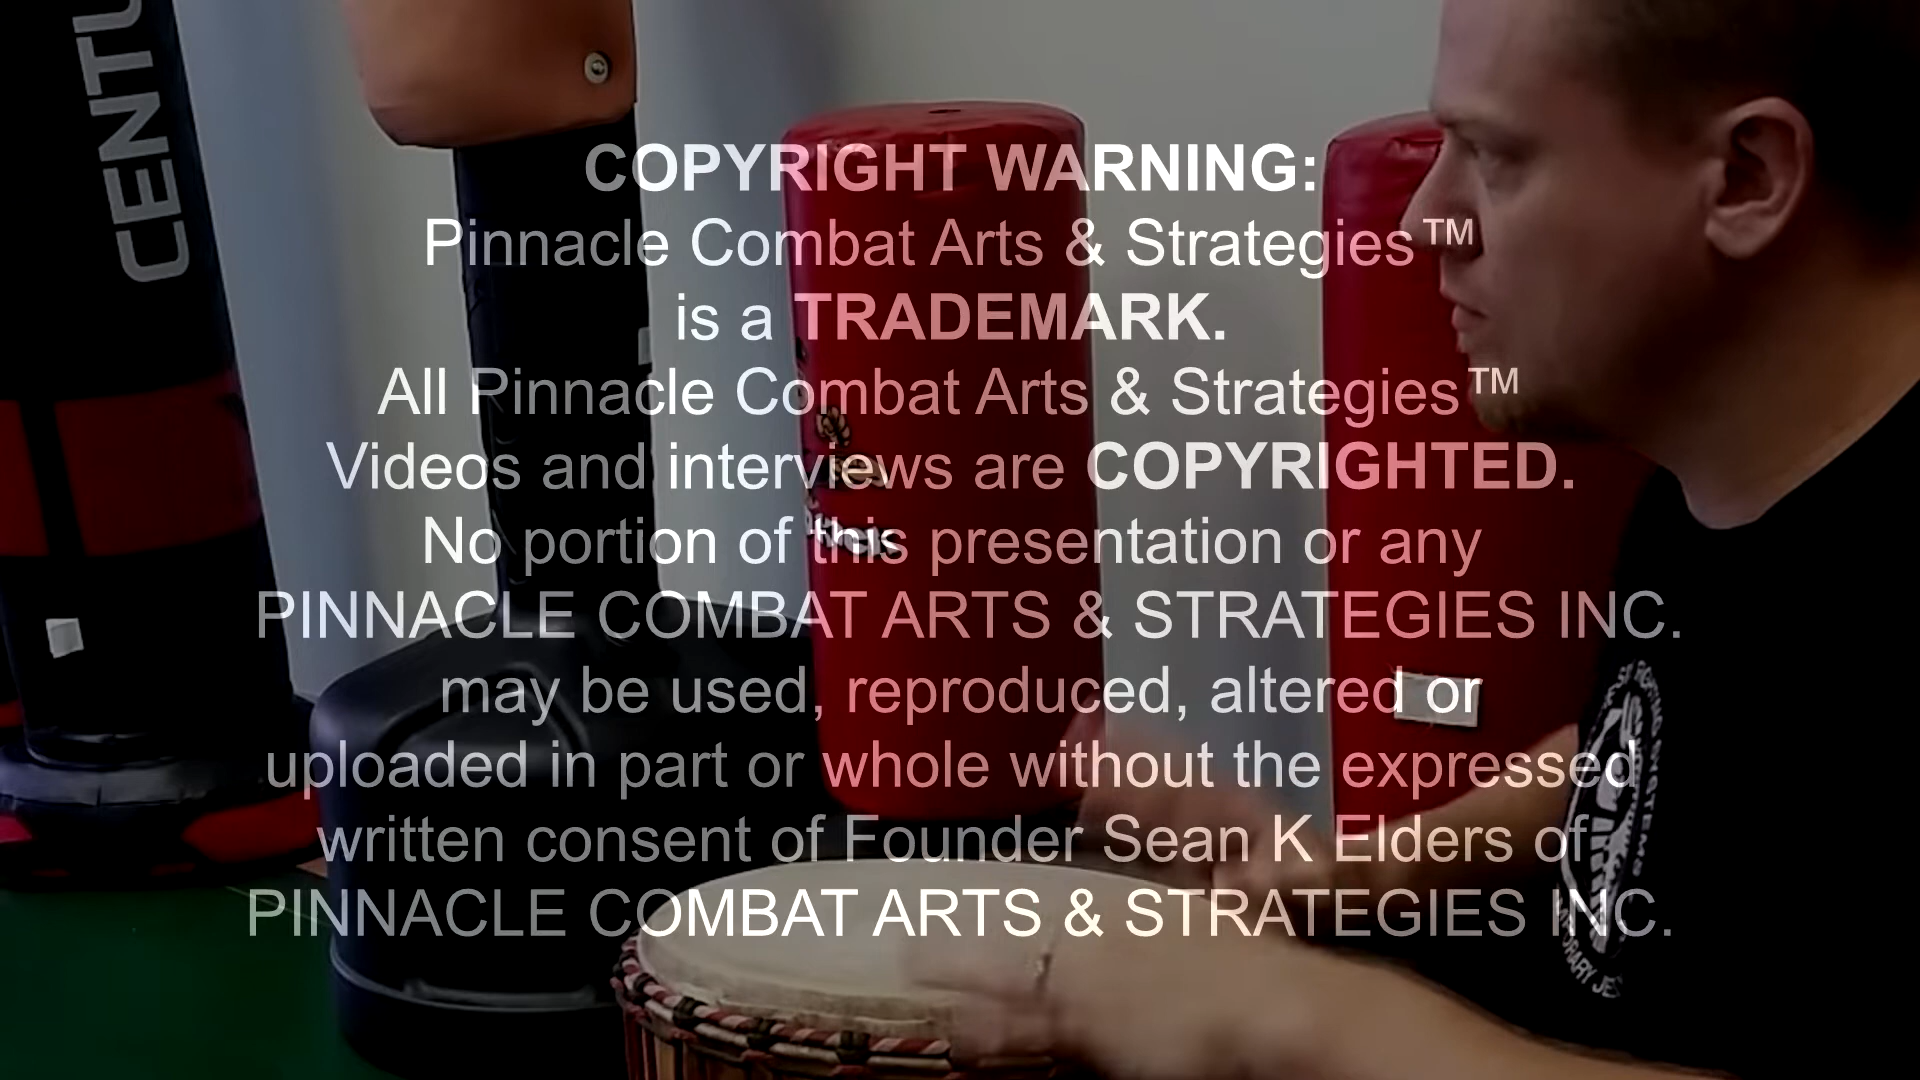 CENTU
COPYRIGHT WARNING:
Pinnacle Combat Arts & Strategies™
is a TRADEMARK.
All Pinnacle Combat Arts & Strategies™
Videos and interviews are COPYRIGHTED.
No portion of this presentation or any
PINNACLE COMBAT ARTS & STRATEGIES INC.
may be used, reproduced, altered or
uploaded in part or whole without the expressed
written consent of Founder Sean K Elders of
PINNACLE COMBAT ARTS & STRATEGIES INC.